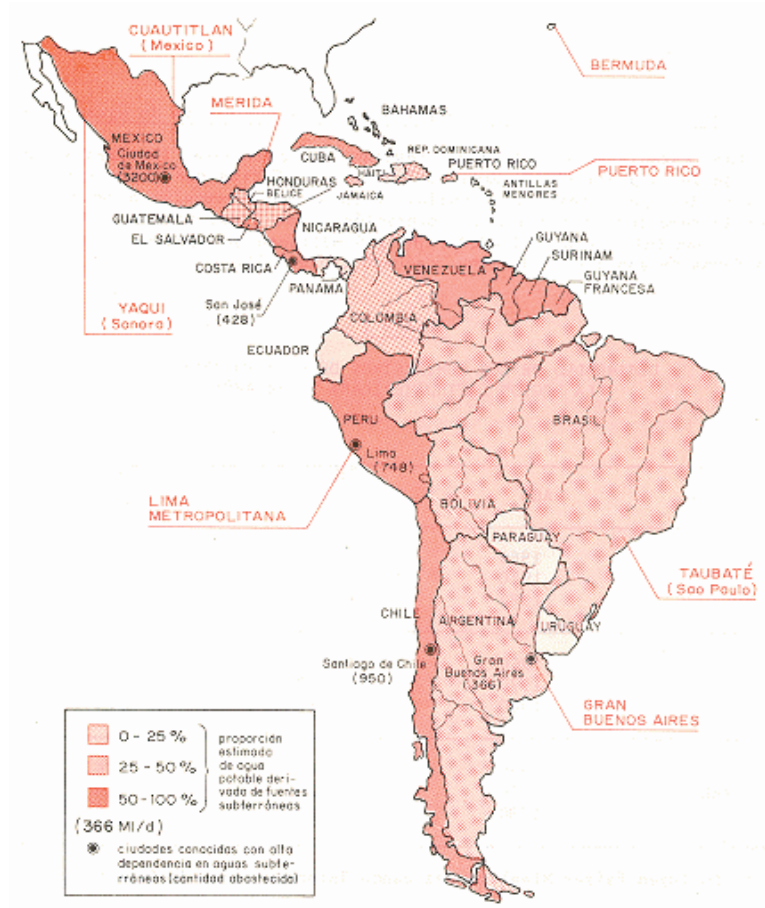 CUAUTITLAN
(Mexico)
BERMUDA
MERIDA
BAHAMAS
MEXICO
Ciudad
de México
(3200)
CUBA
REP. DOMINICANA
HAITI
PUERTO RICO
PUERTO RICO
HONDURAS
BELICE
JAMAICA
ANTILLAS
MENORES
GUATEMALA
NICARAGUA
EL SALVADOR
GUYANA
SURINAM
COSTA RICA
VENEZUELA
GUYANA
FRANCESA
PANAMA
YAQUI
(Sonora)
San José
(428)
COLOMBIA
ECUADOR
PERU
BRASIL
Lima
(748)
LIMA
METROPOLITANA
BOLIVIA
PARAGUAY
TAUBATÉ
(Sao Paulo)
CHILE
ARGENTINA
URUGUAY
Santiago de Chile
(950)
Gran
Buenos Aires
(366)
GRAN
BUENOS AIRES
0 - 25 %
25 - 50 %
50 - 100 %
proporción
estimada
de agua
potable deri-
vada de fuentes
subterráneas
(366 Ml/d)
ciudades conocidas con alta
dependencia en aguas subte-
rráneas (cantidad abastecida)